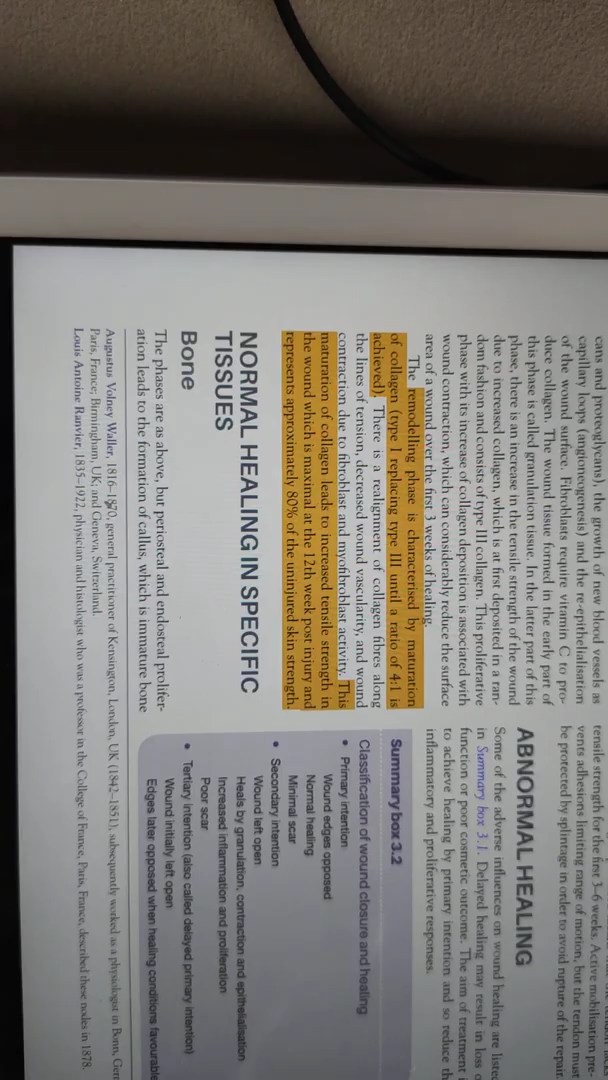 cans and proteoglycans), the growth of new blood vessels as
capillary loops (angioneogenesis) and the re-epithelialisation
of the wound surface. Fibroblasts require vitamin C to pro-
duce collagen. The wound tissue formed in the early part of
this phase is called granulation tissue. In the latter part of this
phase, there is an increase in the tensile strength of the wound
due to increased collagen, which is at first deposited in a ran-
dom fashion and consists of type III collagen. This proliferative
phase with its increase of collagen deposition is associated with
wound contraction, which can considerably reduce the surface
area of a wound over the first 3 weeks of healing.
The remodelling phase is characterised by maturation
of collagen (type I replacing type III until a ratio of 4:1 is
achieved). There is a realignment of collagen fibres along
the lines of tension, decreased wound vascularity, and wound
contraction due to fibroblast and myofibroblast activity. This
maturation of collagen leads to increased tensile strength in
the wound which is maximal at the 12th week post injury and
represents approximately 80% of the uninjured skin strength.
NORMAL HEALING IN SPECIFIC
TISSUES
Bone
The phases are as above, but periosteal and endosteal prolifer-
ation leads to the formation of callus, which is immature bone
tensile strength for the first 3–6 weeks. Active mobilisation pre-
vents adhesions limiting range of motion, but the tendon must
be protected by splintage in order to avoid rupture of the repair.
ABNORMAL HEALING
Some of the adverse influences on wound healing are listed
in Summary box 3.1. Delayed healing may result in loss
function or poor cosmetic outcome. The aim of treatment
to achieve healing by primary intention and so reduce
inflammatory and proliferative responses.
Summary box 3.2
Classification of wound closure and healing
• Primary intention
Wound edges opposed
Normal healing
Minimal scar
• Secondary intention
Wound left open
Heals by granulation, contraction and epithelialisation
Increased inflammation and proliferation
Poor scar
• Tertiary intention (also called delayed primary intention)
Wound initially left open
Edges later opposed when healing conditions favourable
Augustus Volney Waller, 1816–1870, general practitioner of Kensington, London, UK (1842–1851), subsequently worked as a physiologist in Bonn,
Paris, France; Birmingham, UK; and Geneva, Switzerland.
Louis Antoine Ranvier, 1835–1922, physician and histologist who was a professor in the College of France, Paris, France, described these nodes in 1878.